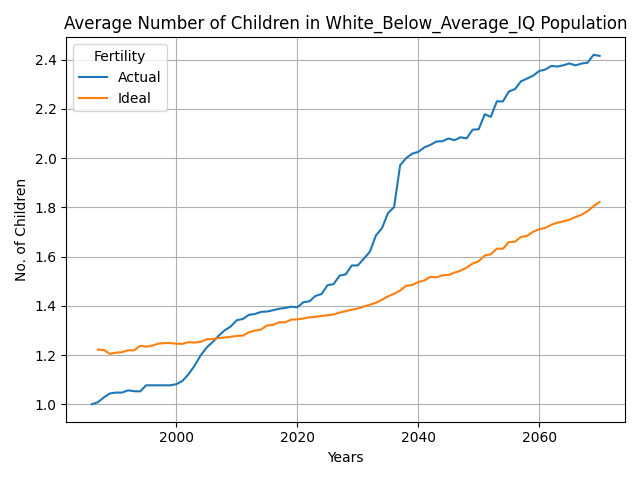 Average Number of Children in White_Below_Average_IQ Population
Fertility
Actual
Ideal
No. of Children
2.4
2.2
2.0
1.8
1.6
1.4
1.2
1.0
2000 2020 2040 2060
Years